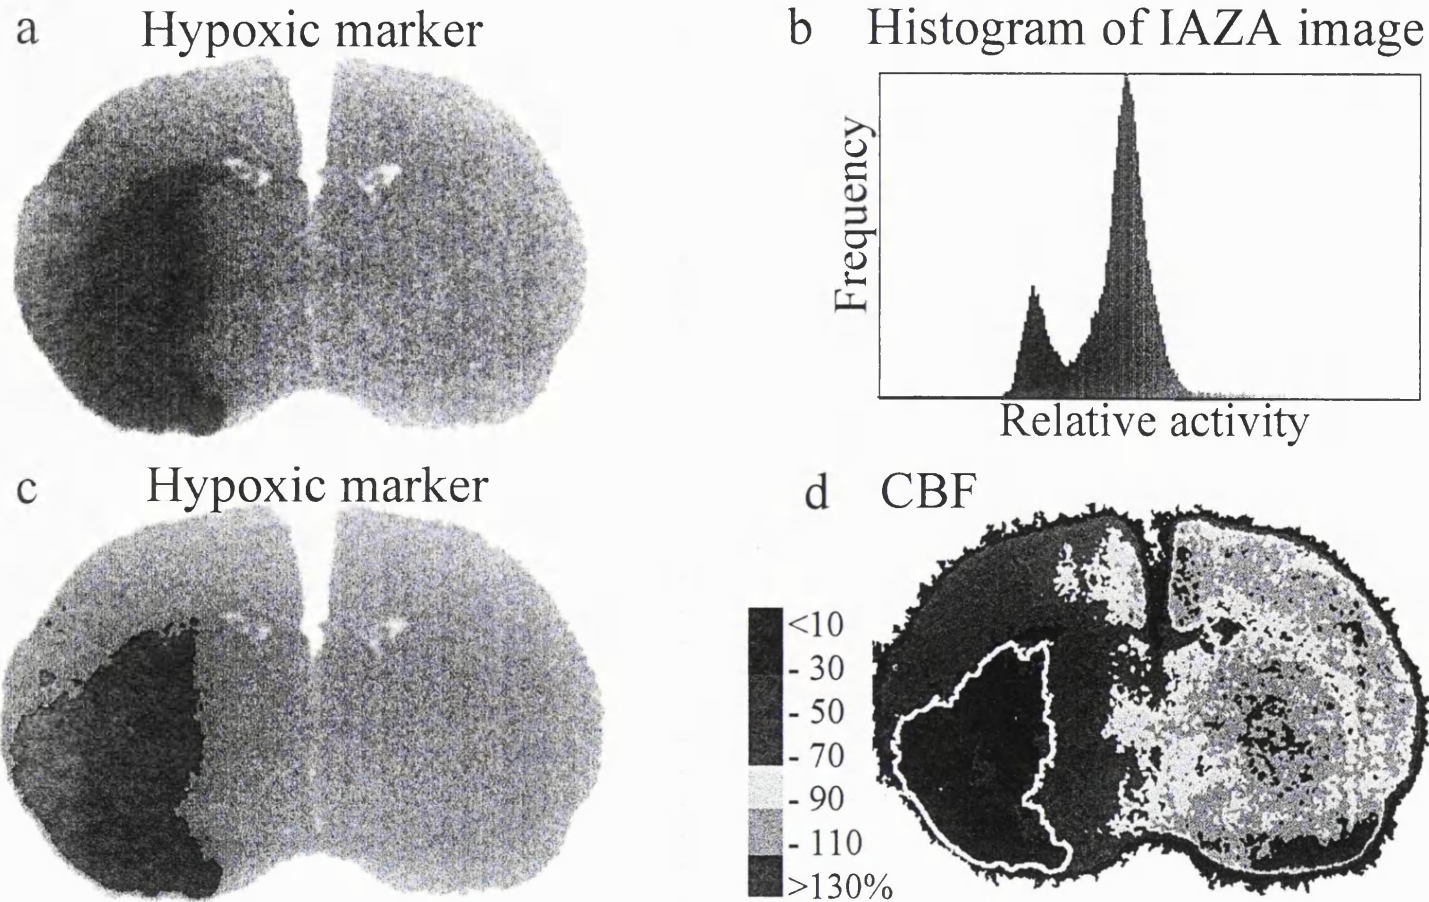 a Hypoxic marker
b Histogram of IAZA image
Frequency
Relative activity
c Hypoxic marker
d CBF
<10
- 30
- 50
- 70
- 90
- 110
>130%